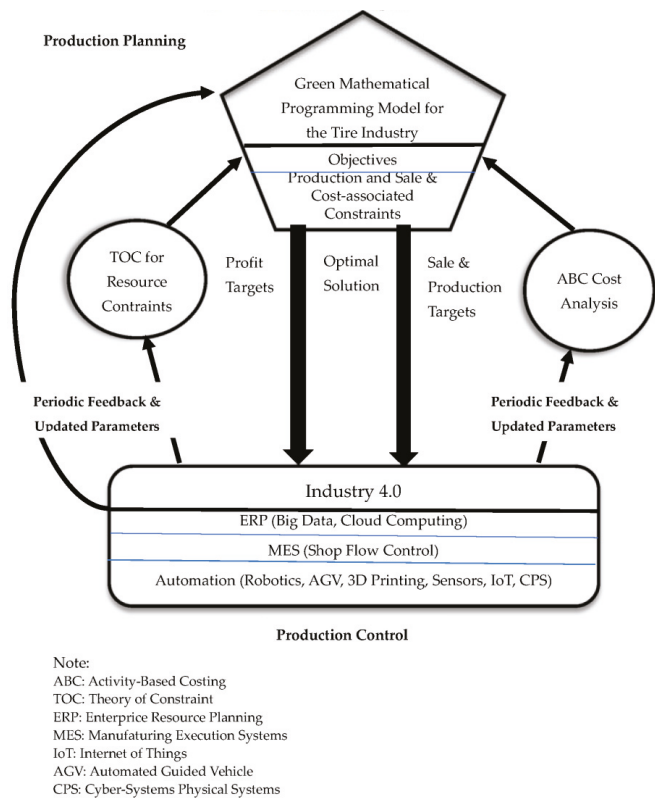 Production Planning
Green Mathematical
Programming Model for
the Tire Industry
Objectives
Production and Sale &
Cost-associated
Constraints
TOC for
Resource
Contraints
Profit
Targets
Optimal
Solution
Sale &
Production
Targets
ABC Cost
Analysis
Periodic Feedback &
Updated Parameters
Periodic Feedback &
Updated Parameters
Industry 4.0
ERP (Big Data, Cloud Computing)
MES (Shop Flow Control)
Automation (Robotics, AGV, 3D Printing, Sensors, IoT, CPS)
Production Control
Note:
ABC: Activity-Based Costing
TOC: Theory of Constraint
ERP: Enterprice Resource Planning
MES: Manufaturing Execution Systems
IoT: Internet of Things
AGV: Automated Guided Vehicle
CPS: Cyber-Systems Physical Systems